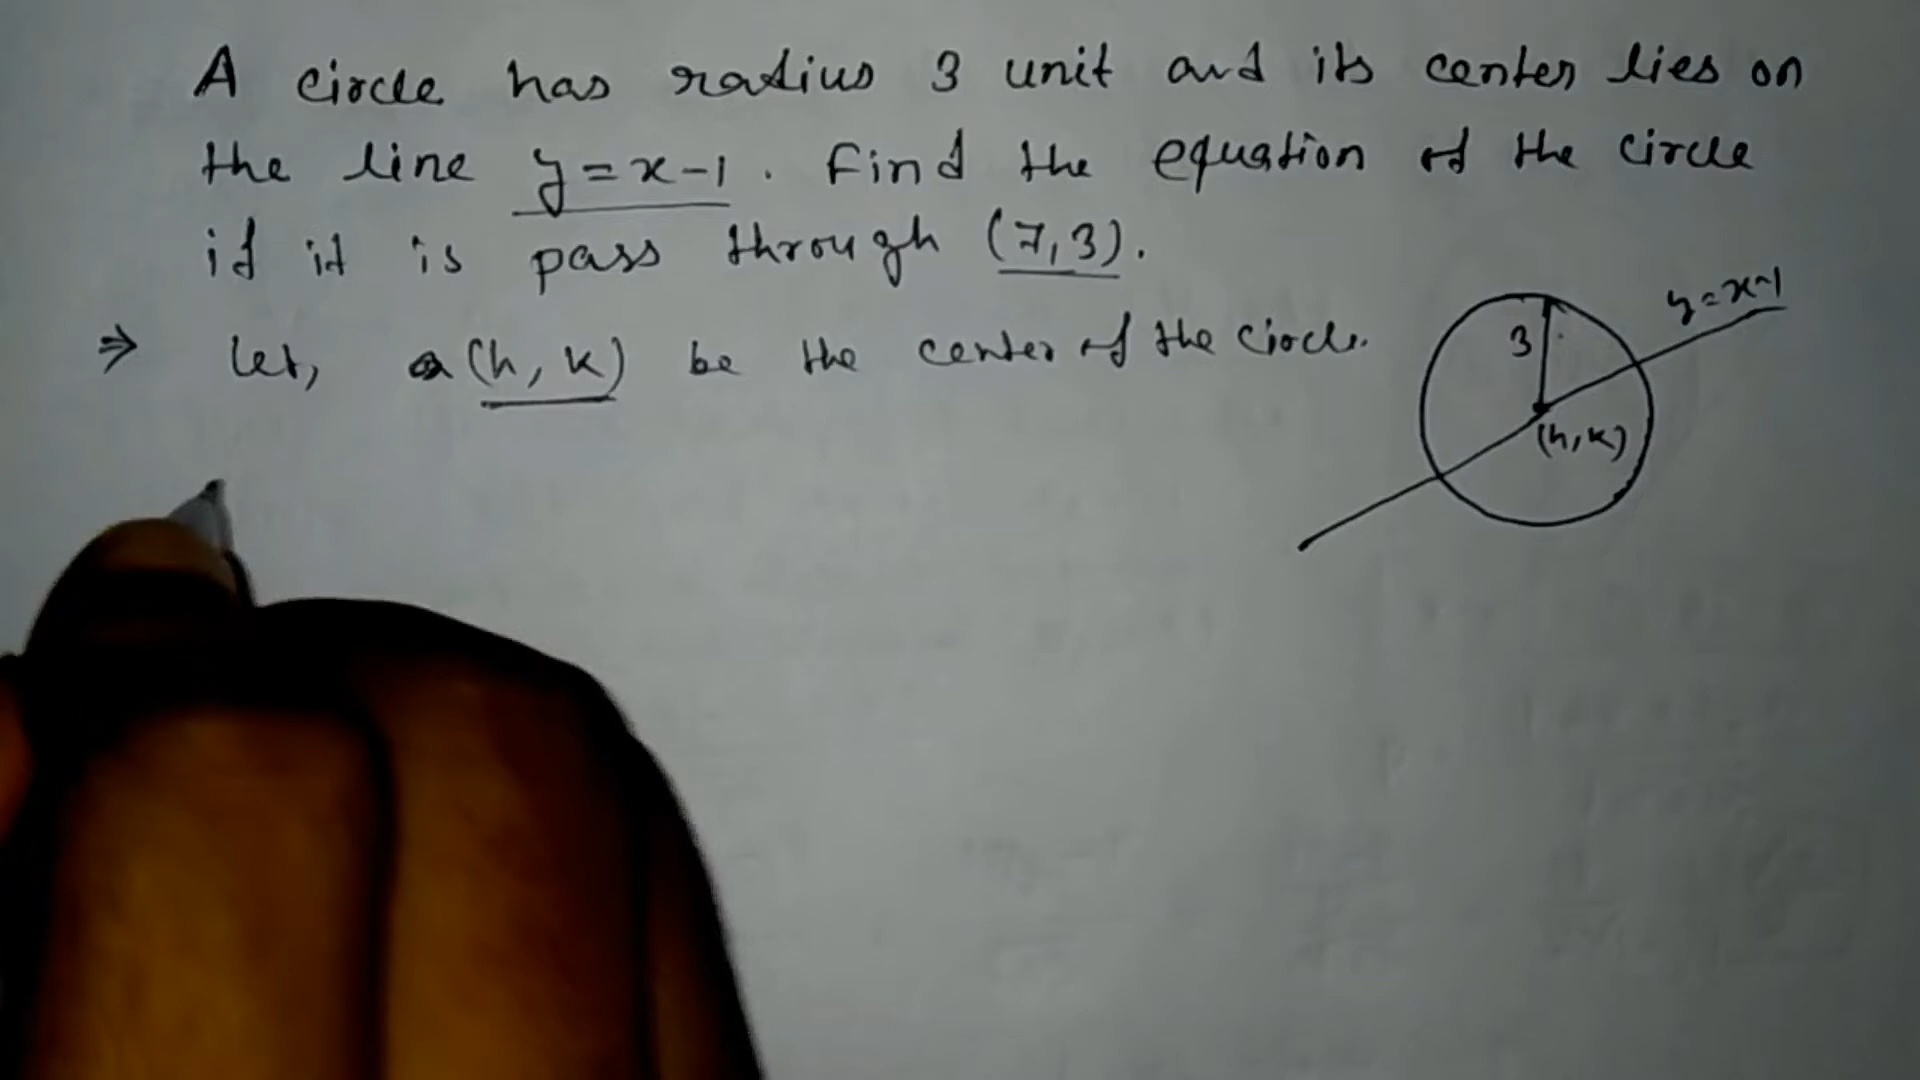 A circle has radius 3 unit and its center lies on
the line y=x-1. Find the equation of the circle
if it is pass through (7,3).
⇒ Let, (h, k) be the center of the circle.
y=x-1
3
(h,k)